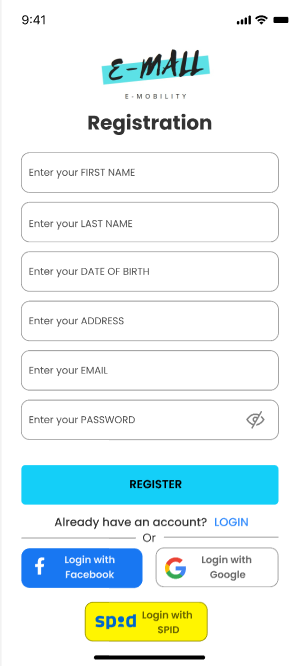 9:41
E-MALL
E-MOBILITY
Registration
Enter your FIRST NAME
Enter your LAST NAME
Enter your DATE OF BIRTH
Enter your ADDRESS
Enter your EMAIL
Enter your PASSWORD
REGISTER
Already have an account? LOGIN
Or
Login with
Facebook
Login with
Google
spid
Login with
SPID